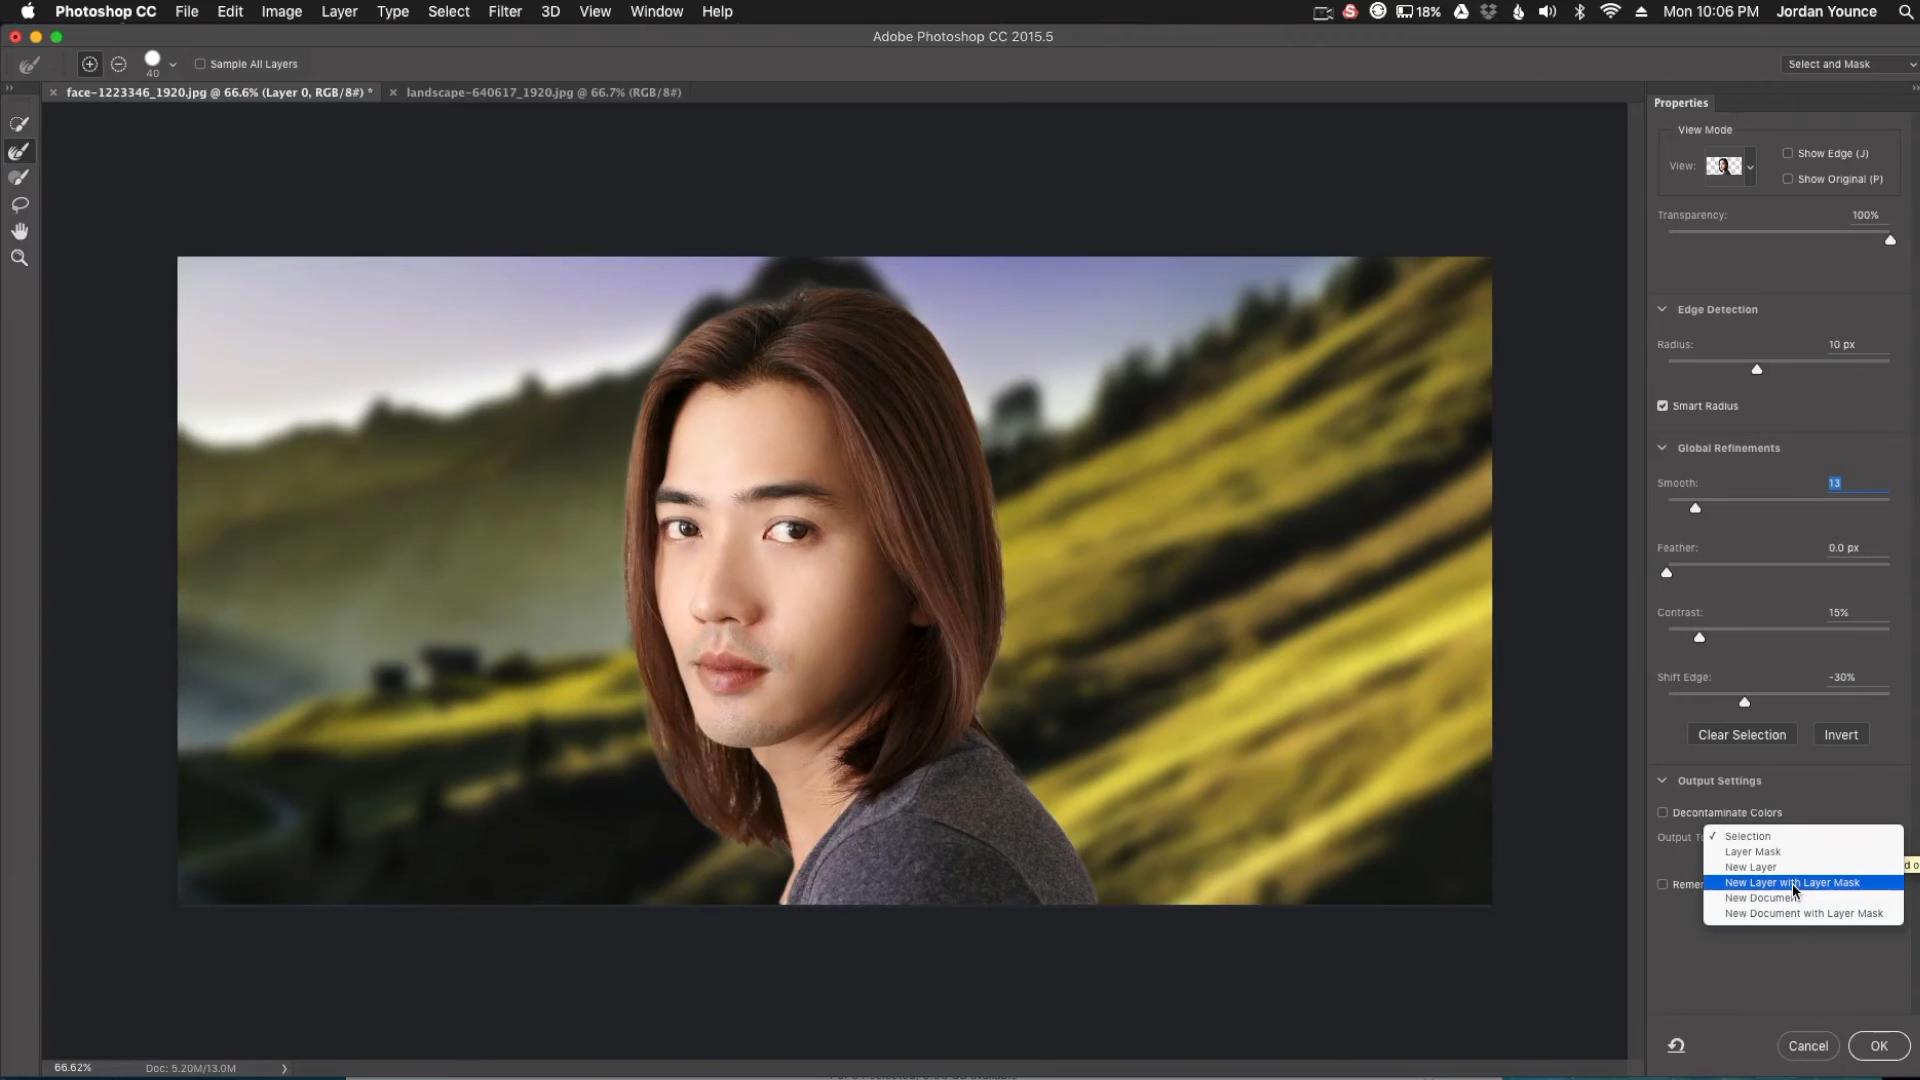 Photoshop CC File Edit Image Layer Type Select Filter 3D View Window Help 18% Mon 10:06 PM Jordan Younce
Adobe Photoshop CC 2015.5
40 Sample All Layers Select and Mask
face-1223346_1920.jpg @ 66.6% (Layer 0, RGB/8#) * landscape-640617_1920.jpg @ 66.7% (RGB/8#)
Properties
View Mode
View: Show Edge (J)
Show Original (P)
Transparency: 100%
Edge Detection
Radius: 10 px
Smart Radius
Global Refinements
Smooth: 13
Feather: 0.0 px
Contrast: 15%
Shift Edge: -30%
Clear Selection Invert
Output Settings
Decontaminate Colors
Output T ✓ Selection
Layer Mask
New Layer
d o
Remer New Layer with Layer Mask
New Document
New Document with Layer Mask
Cancel OK
66.62% Doc: 5.20M/13.0M